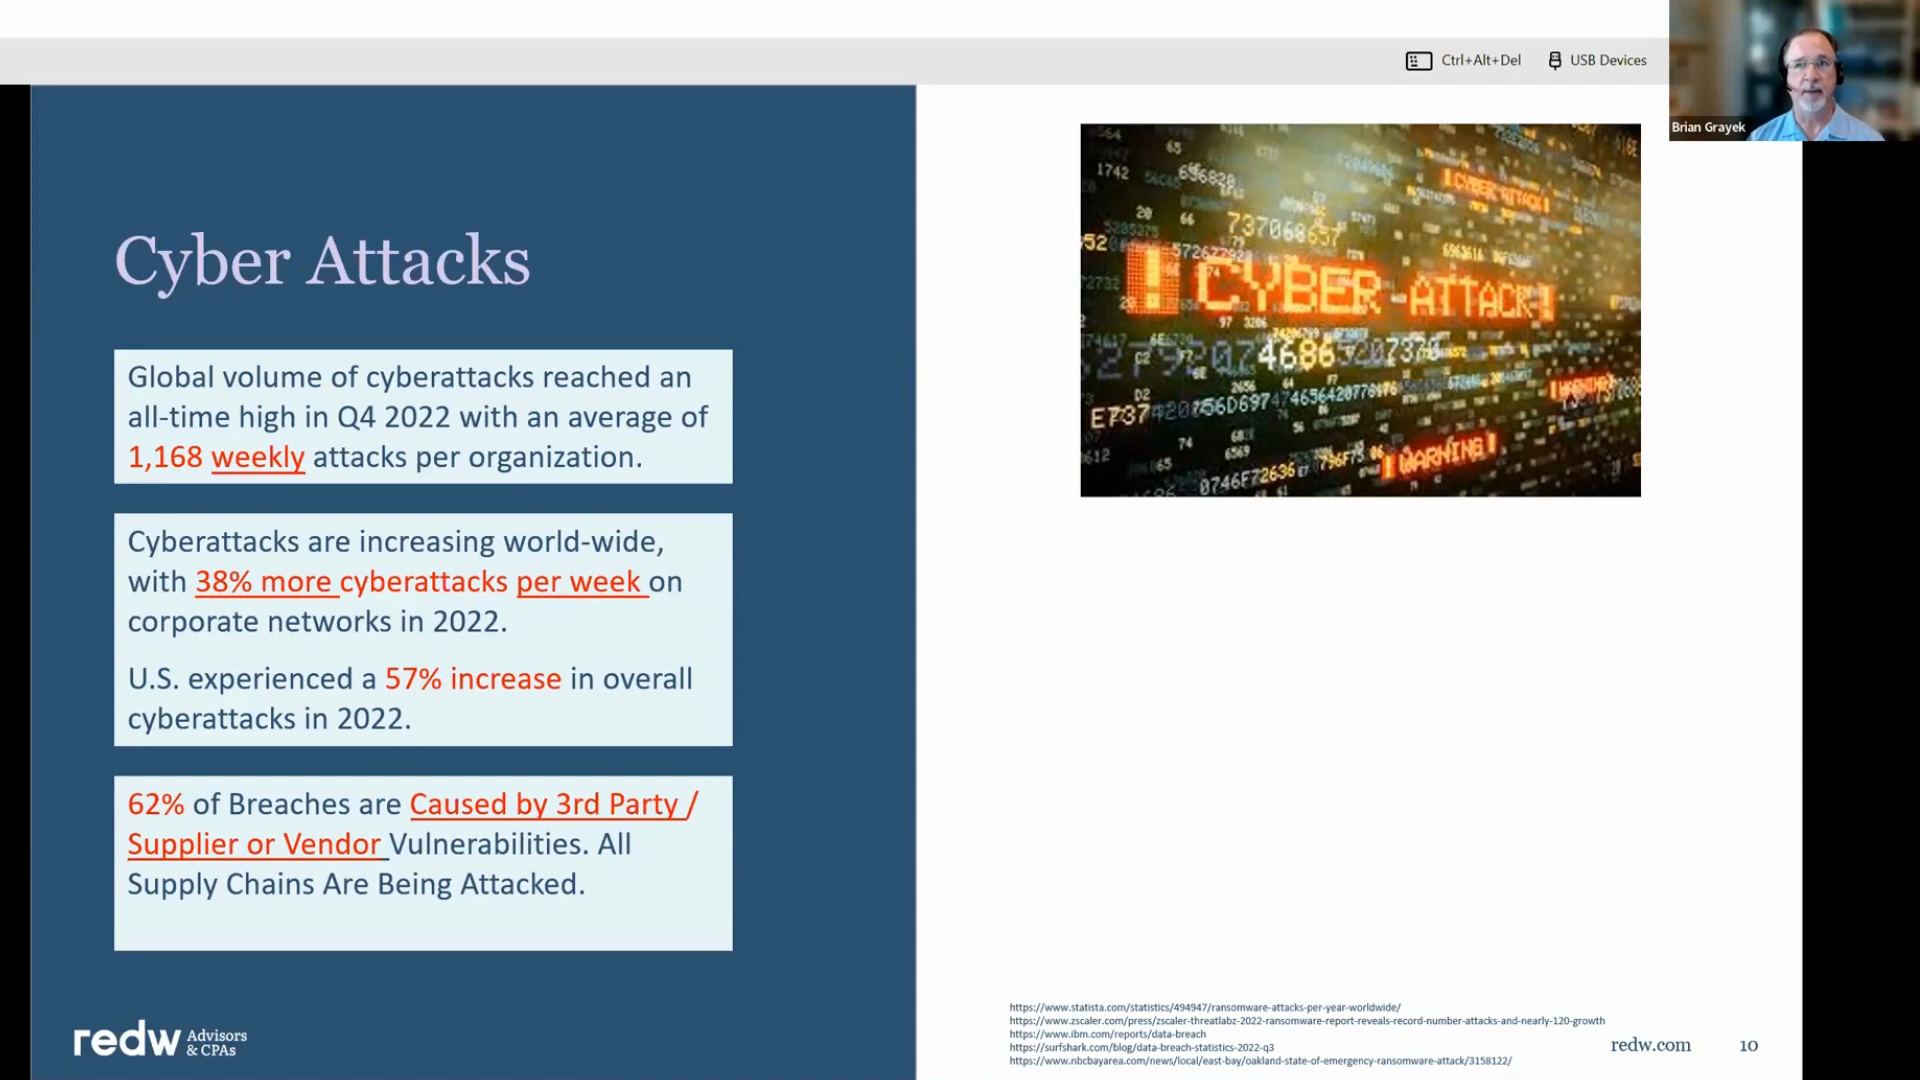 Ctrl+Alt+Del
USB Devices
Brian Grayek
Cyber Attacks
Global volume of cyberattacks reached an
all-time high in Q4 2022 with an average of
1,168 weekly attacks per organization.
Cyberattacks are increasing world-wide,
with 38% more cyberattacks per week on
corporate networks in 2022.
U.S. experienced a 57% increase in overall
cyberattacks in 2022.
62% of Breaches are Caused by 3rd Party /
Supplier or Vendor Vulnerabilities. All
Supply Chains Are Being Attacked.
1742
696820
737068657
! CYBER ATTACK!
! CYBER ATTACK!
4686
! WARNING!
! WARNING!
redw Advisors
& CPAs
https://www.statista.com/statistics/494947/ransomware-attacks-per-year-worldwide/
https://www.zscaler.com/press/zscaler-threatlabz-2022-ransomware-report-reveals-record-number-attacks-and-nearly-120-growth
https://www.ibm.com/reports/data-breach
https://surfshark.com/blog/data-breach-statistics-2022-q3
https://www.nbcbayarea.com/news/local/east-bay/oakland-state-of-emergency-ransomware-attack/3158122/
redw.com
10